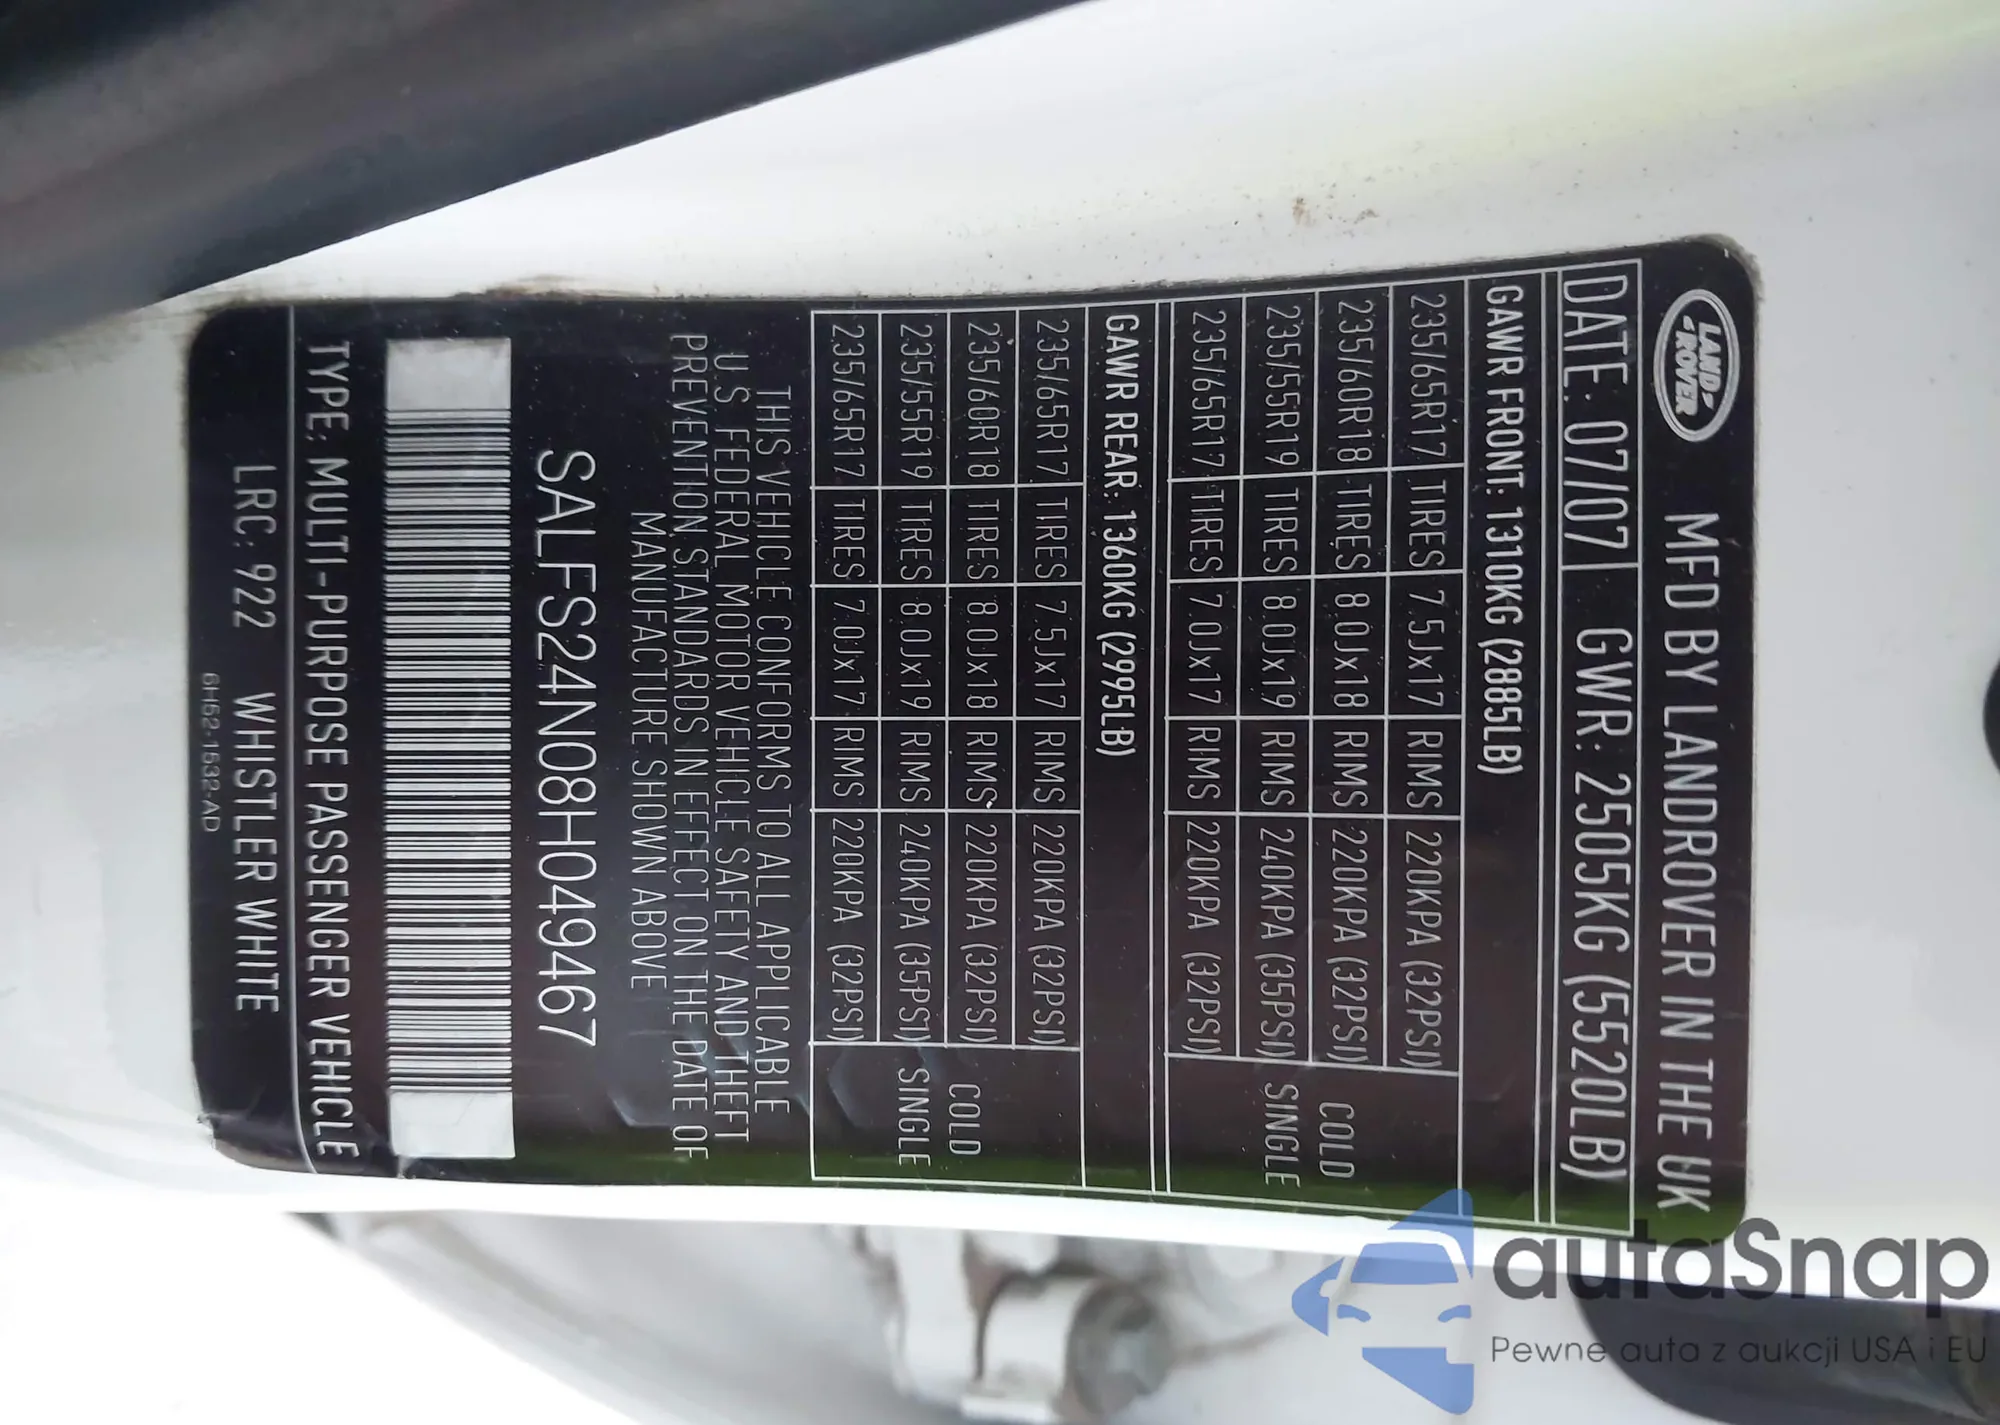 LAND-
-ROVER
MFD BY LANDROVER IN THE UK
DATE: 07/07 GWR: 2505KG (5520LB)
GAWR FRONT: 1310KG (2885LB)
235/65R17 TIRES 7.5Jx17 RIMS 220KPA (32PSI)
235/60R18 TIRES 8.0Jx18 RIMS 220KPA (32PSI) COLD
235/55R19 TIRES 8.0Jx19 RIMS 240KPA (35PSI) SINGLE
235/65R17 TIRES 7.0Jx17 RIMS 220KPA (32PSI)
GAWR REAR: 1360KG (2995LB)
235/65R17 TIRES 7.5Jx17 RIMS 220KPA (32PSI)
235/60R18 TIRES 8.0Jx18 RIMS 220KPA (32PSI) COLD
235/55R19 TIRES 8.0Jx19 RIMS 240KPA (35PSI) SINGLE
235/65R17 TIRES 7.0Jx17 RIMS 220KPA (32PSI)
THIS VEHICLE CONFORMS TO ALL APPLICABLE
U.S. FEDERAL MOTOR VEHICLE SAFETY AND THEFT
PREVENTION STANDARDS IN EFFECT ON THE DATE OF
MANUFACTURE SHOWN ABOVE
SALFS24N08H049467
TYPE: MULTI-PURPOSE PASSENGER VEHICLE
LRC: 922 WHISTLER WHITE
6H52-1532-AD
autaSnap
Pewne auta z aukcji USA i EU